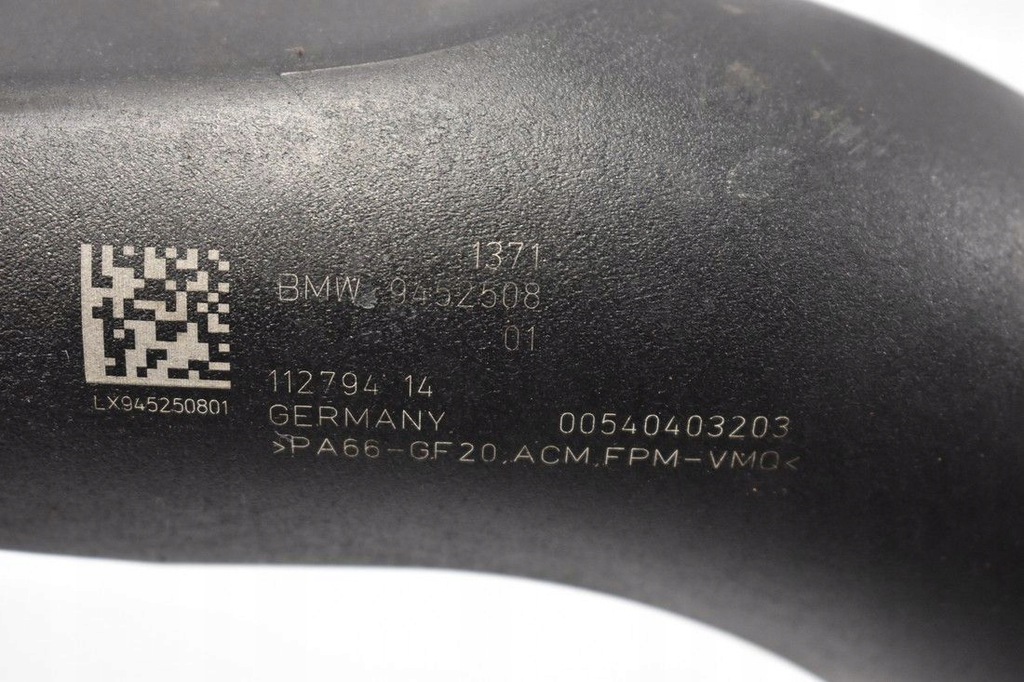 1371
BMW 9452508
01
LX945250801
112794 14
GERMANY 00540403203
>PA66-GF20,ACM,FPM-VMQ<